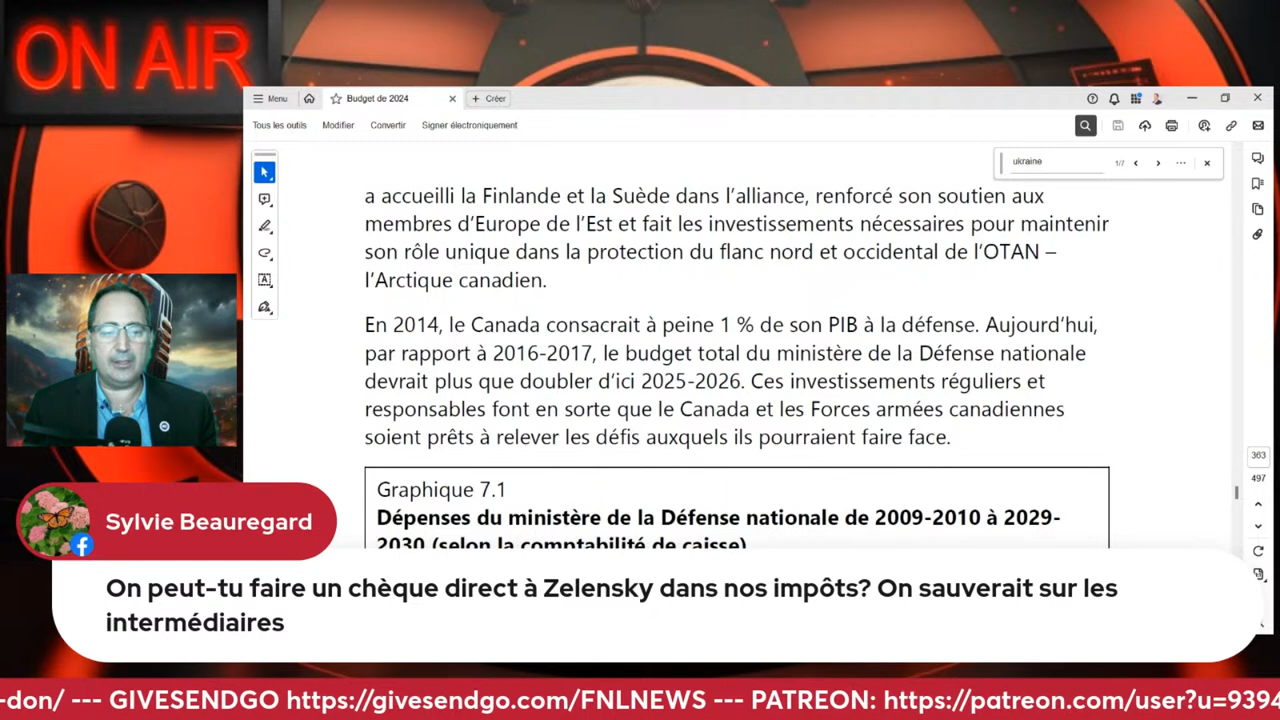 ON AIR
Menu
Budget de 2024
Créer
Tous les outils Modifier Convertir Signer électroniquement
ukraine 1/7
a accueilli la Finlande et la Suède dans l’alliance, renforcé son soutien aux
membres d’Europe de l’Est et fait les investissements nécessaires pour maintenir
son rôle unique dans la protection du flanc nord et occidental de l’OTAN –
l’Arctique canadien.
En 2014, le Canada consacrait à peine 1 % de son PIB à la défense. Aujourd’hui,
par rapport à 2016-2017, le budget total du ministère de la Défense nationale
devrait plus que doubler d’ici 2025-2026. Ces investissements réguliers et
responsables font en sorte que le Canada et les Forces armées canadiennes
soient prêts à relever les défis auxquels ils pourraient faire face.
363
497
Graphique 7.1
Dépenses du ministère de la Défense nationale de 2009-2010 à 2029-
2030 (selon la comptabilité de caisse)
Sylvie Beauregard
On peut-tu faire un chèque direct à Zelensky dans nos impôts? On sauverait sur les
intermédiaires
-don/ --- GIVESENDGO https://givesendgo.com/FNLNEWS --- PATREON: https://patreon.com/user?u=9394